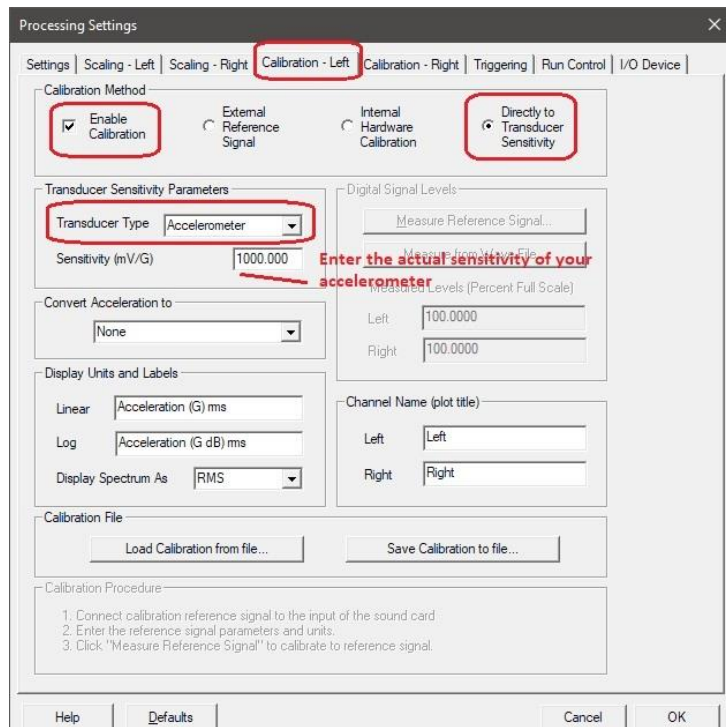 Processing Settings
Settings Scaling - Left Scaling - Right Calibration - Left Calibration - Right Triggering Run Control I/O Device
Calibration Method
Enable Calibration
External Reference Signal
Internal Hardware Calibration
Directly to Transducer Sensitivity
Transducer Sensitivity Parameters
Transducer Type Accelerometer
Sensitivity (mV/G) 1000.000
Enter the actual sensitivity of your
accelerometer
Digital Signal Levels
Measure Reference Signal...
Measure from Wave File...
Measured Levels (Percent Full Scale)
Left 100.0000
Right 100.0000
Convert Acceleration to
None
Display Units and Labels
Linear Acceleration (G) rms
Log Acceleration (G dB) rms
Display Spectrum As RMS
Channel Name (plot title)
Left Left
Right Right
Calibration File
Load Calibration from file... Save Calibration to file...
Calibration Procedure
1. Connect calibration reference signal to the input of the sound card
2. Enter the reference signal parameters and units.
3. Click "Measure Reference Signal" to calibrate to reference signal.
Help Defaults Cancel OK